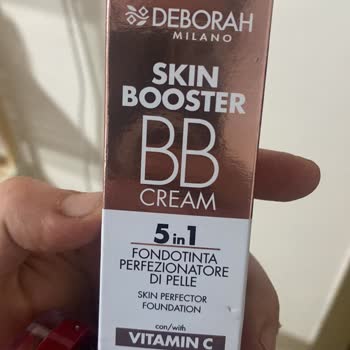 DEBORAH
MILANO
SKIN
BOOSTER
BB
CREAM
5 in 1
FONDOTINTA
PERFEZIONATORE
DI PELLE
SKIN PERFECTOR
FOUNDATION
con/with
VITAMIN C